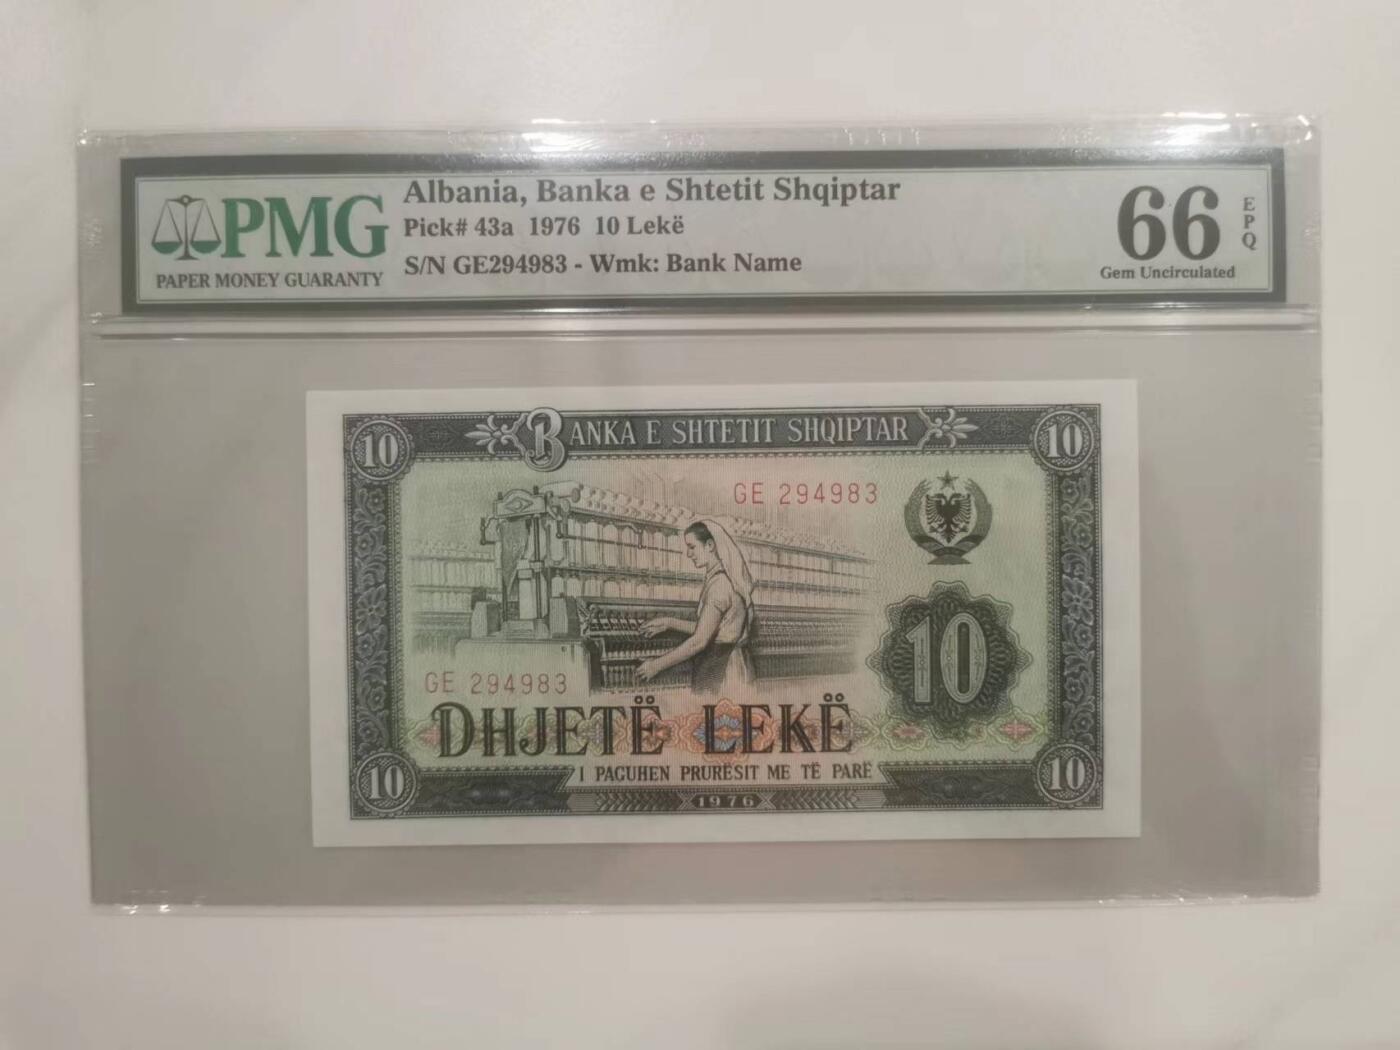 PMG
PAPER MONEY GUARANTY
Albania, Banka e Shtetit Shqiptar
Pick# 43a 1976 10 Lekë
S/N GE294983 - Wmk: Bank Name
66
EPQ
Gem Uncirculated
10
BANKA E SHTETIT SHQIPTAR
10
GE 294983
10
GE 294983
DHJETË LEKË
10
I PAGUHEN PRURËSIT ME TË PARË
10
1976